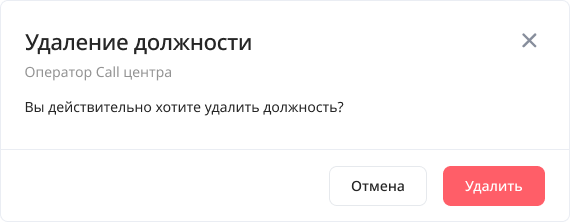 Удаление должности
Оператор Call центра
Вы действительно хотите удалить должность?
Отмена
Удалить